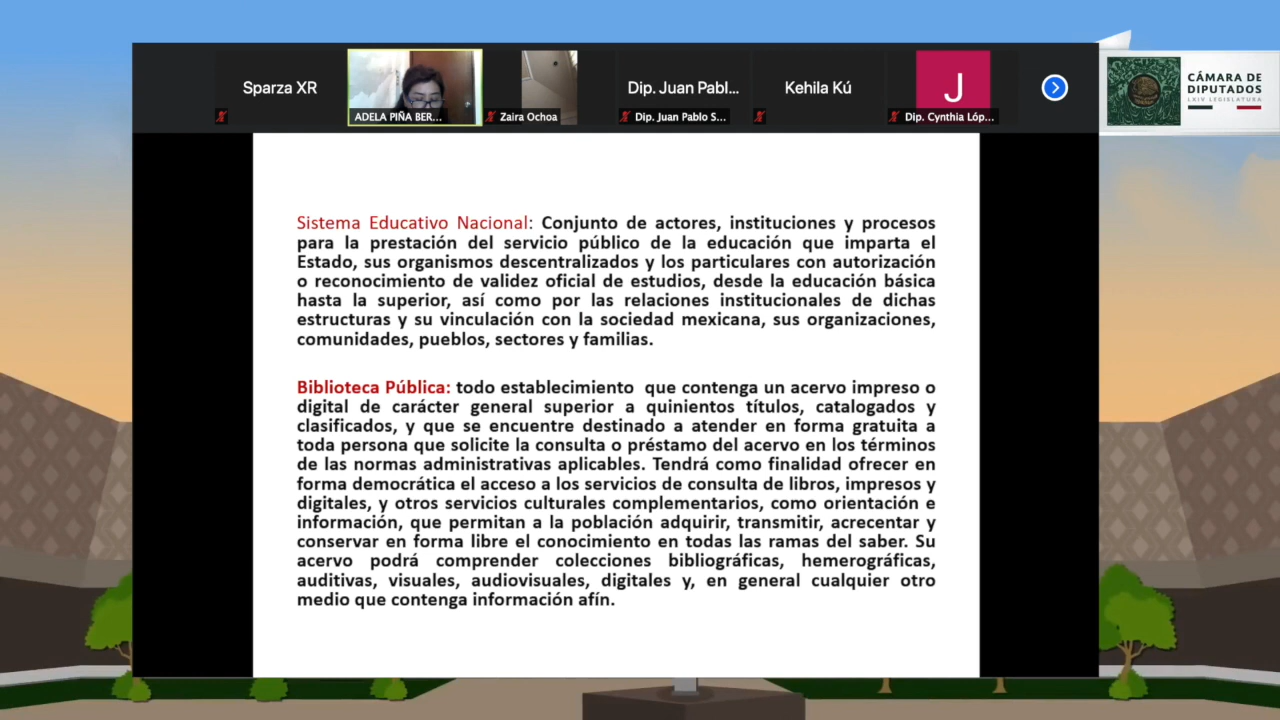 Sparza XR
ADELA PIÑA BER...
Zaira Ochoa
Dip. Juan Pabl...
Dip. Juan Pablo S...
Kehila Kú
J
Dip. Cynthia Lóp...
CÁMARA DE
DIPUTADOS
LXIV LEGISLATURA
Sistema Educativo Nacional: Conjunto de actores, instituciones y procesos
para la prestación del servicio público de la educación que imparta el
Estado, sus organismos descentralizados y los particulares con autorización
o reconocimiento de validez oficial de estudios, desde la educación básica
hasta la superior, así como por las relaciones institucionales de dichas
estructuras y su vinculación con la sociedad mexicana, sus organizaciones,
comunidades, pueblos, sectores y familias.
Biblioteca Pública: todo establecimiento que contenga un acervo impreso o
digital de carácter general superior a quinientos títulos, catalogados y
clasificados, y que se encuentre destinado a atender en forma gratuita a
toda persona que solicite la consulta o préstamo del acervo en los términos
de las normas administrativas aplicables. Tendrá como finalidad ofrecer en
forma democrática el acceso a los servicios de consulta de libros, impresos y
digitales, y otros servicios culturales complementarios, como orientación e
información, que permitan a la población adquirir, transmitir, acrecentar y
conservar en forma libre el conocimiento en todas las ramas del saber. Su
acervo podrá comprender colecciones bibliográficas, hemerográficas,
auditivas, visuales, audiovisuales, digitales y, en general cualquier otro
medio que contenga información afín.